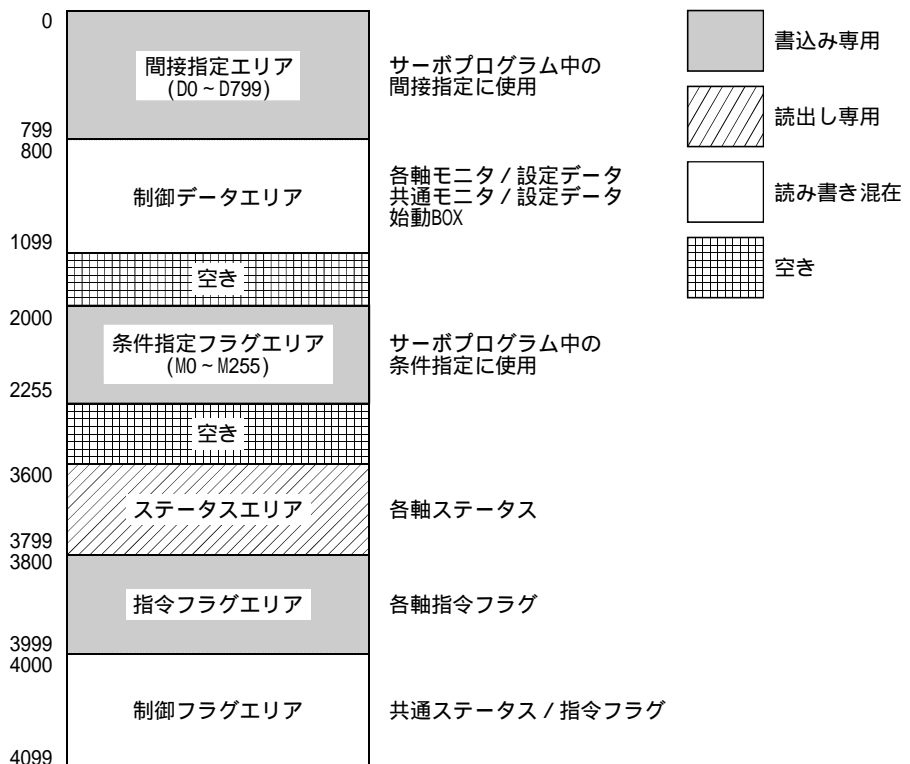 0
間接指定エリア
(D0～D799)
サーボプログラム中の
間接指定に使用
799
800
制御データエリア
各軸モニタ / 設定データ
共通モニタ / 設定データ
始動BOX
1099
空き
2000
条件指定フラグエリア
(M0～M255)
サーボプログラム中の
条件指定に使用
2255
空き
3600
ステータスエリア
各軸ステータス
3799
3800
指令フラグエリア
各軸指令フラグ
3999
4000
制御フラグエリア
共通ステータス / 指令フラグ
4099
書込み専用
読出し専用
読み書き混在
空き